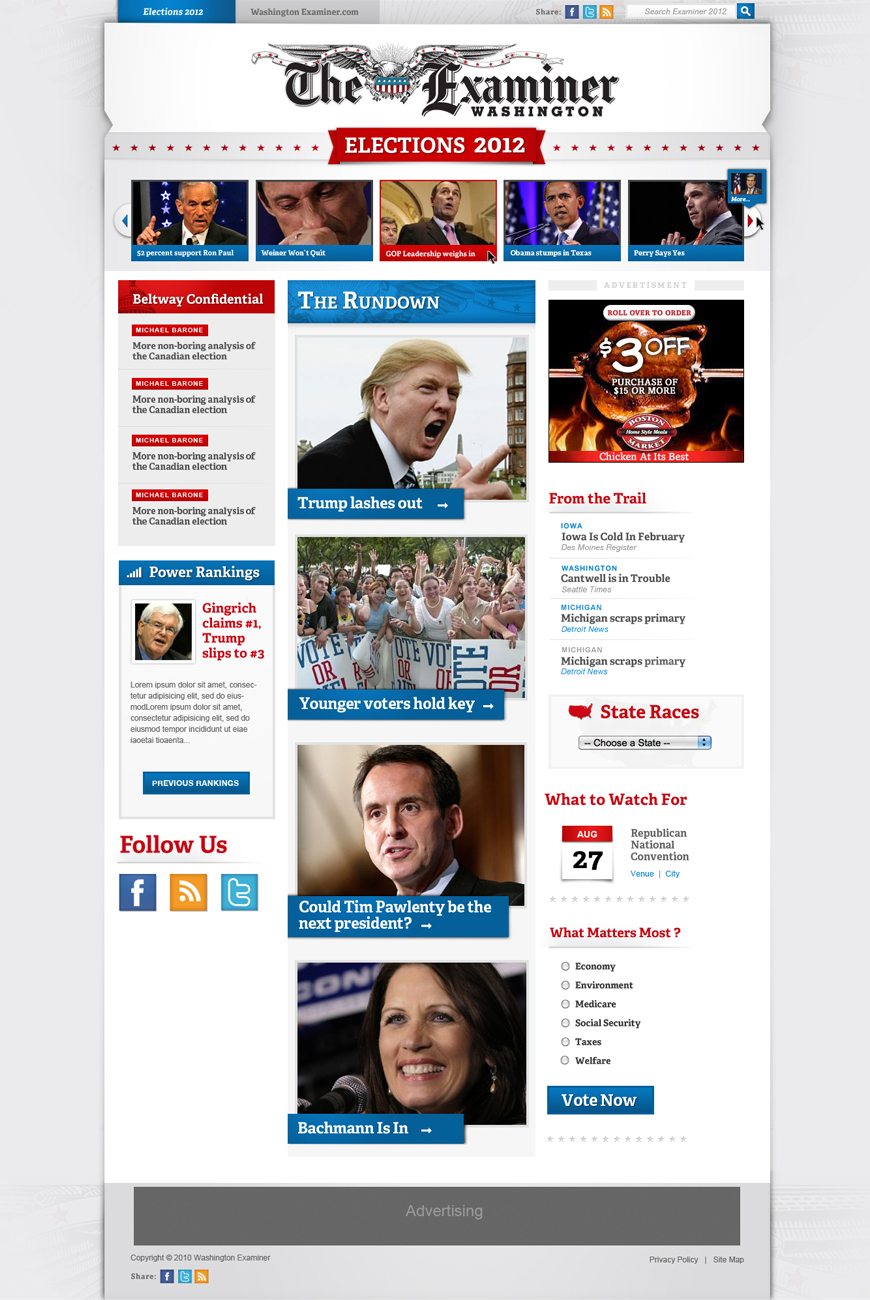 Elections 2012
Washington Examiner.com
Share:
Search Examiner 2012
The Examiner
WASHINGTON
ELECTIONS 2012
More...
52 percent support Ron Paul
Weiner Won't Quit
GOP Leadership weighs in
Obama stumps in Texas
Perry Says Yes
Beltway Confidential
MICHAEL BARONE
More non-boring analysis of
the Canadian election
MICHAEL BARONE
More non-boring analysis of
the Canadian election
MICHAEL BARONE
More non-boring analysis of
the Canadian election
MICHAEL BARONE
More non-boring analysis of
the Canadian election
Power Rankings
Gingrich
claims #1,
Trump
slips to #3
Lorem ipsum dolor sit amet, consec-
tetur adipisicing elit, sed do eius-
modLorem ipsum dolor sit amet,
consectetur adipisicing elit, sed do
eiusmod tempor incididunt ut eiae
iaoetai tioaenta...
PREVIOUS RANKINGS
Follow Us
THE RUNDOWN
Trump lashes out
VOTE
OR
VOTE
OR
VOTE
OR
Younger voters hold key
Could Tim Pawlenty be the
next president?
Bachmann Is In
ADVERTISMENT
ROLL OVER TO ORDER
$3 OFF
PURCHASE OF
$15 OR MORE
BOSTON
Home Style Meals
MARKET
Chicken At Its Best
From the Trail
IOWA
Iowa Is Cold In February
Des Moines Register
WASHINGTON
Cantwell is in Trouble
Seattle Times
MICHIGAN
Michigan scraps primary
Detroit News
MICHIGAN
Michigan scraps primary
Detroit News
State Races
-- Choose a State --
What to Watch For
AUG
27
Republican
National
Convention
Venue | City
What Matters Most ?
Economy
Environment
Medicare
Social Security
Taxes
Welfare
Vote Now
Advertising
Copyright © 2010 Washington Examiner
Privacy Policy | Site Map
Share: